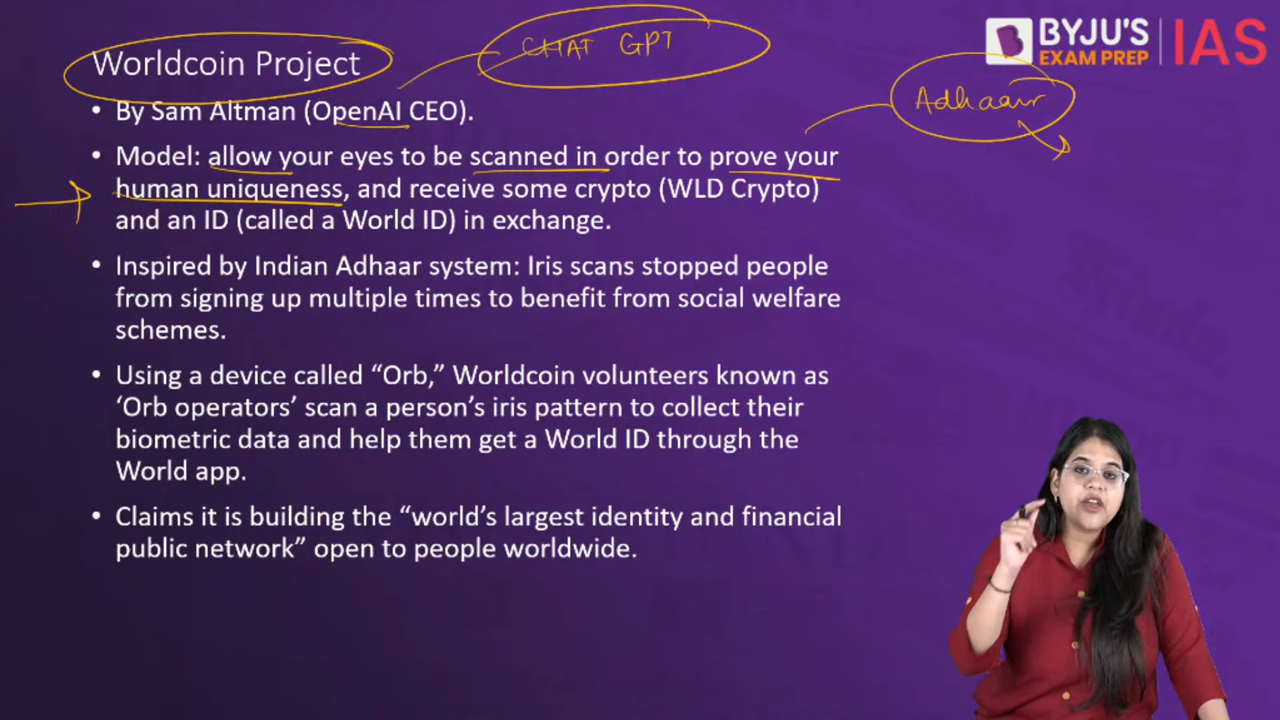 Worldcoin Project
CHAT GPT
BYJU'S
EXAM PREP
IAS
Adhaar
• By Sam Altman (OpenAI CEO).
• Model: allow your eyes to be scanned in order to prove your
human uniqueness, and receive some crypto (WLD Crypto)
and an ID (called a World ID) in exchange.
• Inspired by Indian Adhaar system: Iris scans stopped people
from signing up multiple times to benefit from social welfare
schemes.
• Using a device called “Orb,” Worldcoin volunteers known as
‘Orb operators’ scan a person’s iris pattern to collect their
biometric data and help them get a World ID through the
World app.
• Claims it is building the “world’s largest identity and financial
public network” open to people worldwide.